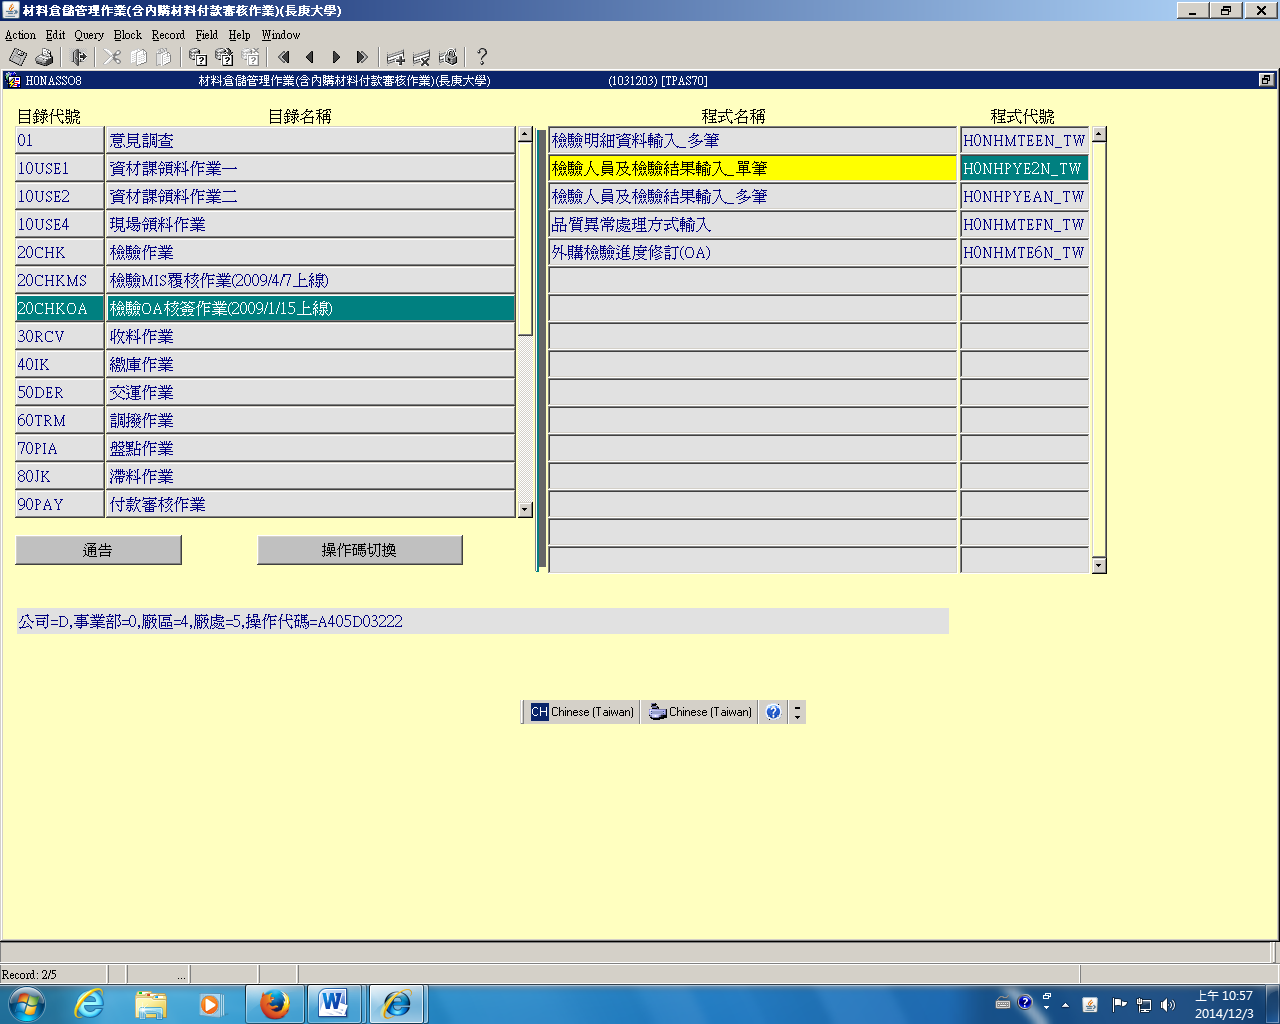 材料倉儲管理作業(含內購材料付款審核作業)(長庚大學)
Action Edit Query Block Record Field Help Window
H0NASSO8 材料倉儲管理作業(含內購材料付款審核作業)(長庚大學) (1031203) [TPAS70]
目錄代號 目錄名稱 程式名稱 程式代號
01 意見調查 檢驗明細資料輸入_多筆 H0NHMTEEN_TW
10USE1 資材課領料作業一 檢驗人員及檢驗結果輸入_單筆 H0NHPYE2N_TW
10USE2 資材課領料作業二 檢驗人員及檢驗結果輸入_多筆 H0NHPYEAN_TW
10USE4 現場領料作業 品質異常處理方式輸入 H0NHMTEFN_TW
20CHK 檢驗作業 外購檢驗進度修訂(OA) H0NHMTE6N_TW
20CHKMS 檢驗MIS覆核作業(2009/4/7上線)
20CHKOA 檢驗OA核簽作業(2009/1/15上線)
30RCV 收料作業
40IK 繳庫作業
50DER 交運作業
60TRM 調撥作業
70PIA 盤點作業
80JK 滯料作業
90PAY 付款審核作業
通告 操作碼切換
公司=D,事業部=0,廠區=4,廠處=5,操作代碼=A405D03222
CH Chinese (Taiwan) Chinese (Taiwan)
Record: 2/5 ...
上午 10:57
2014/12/3